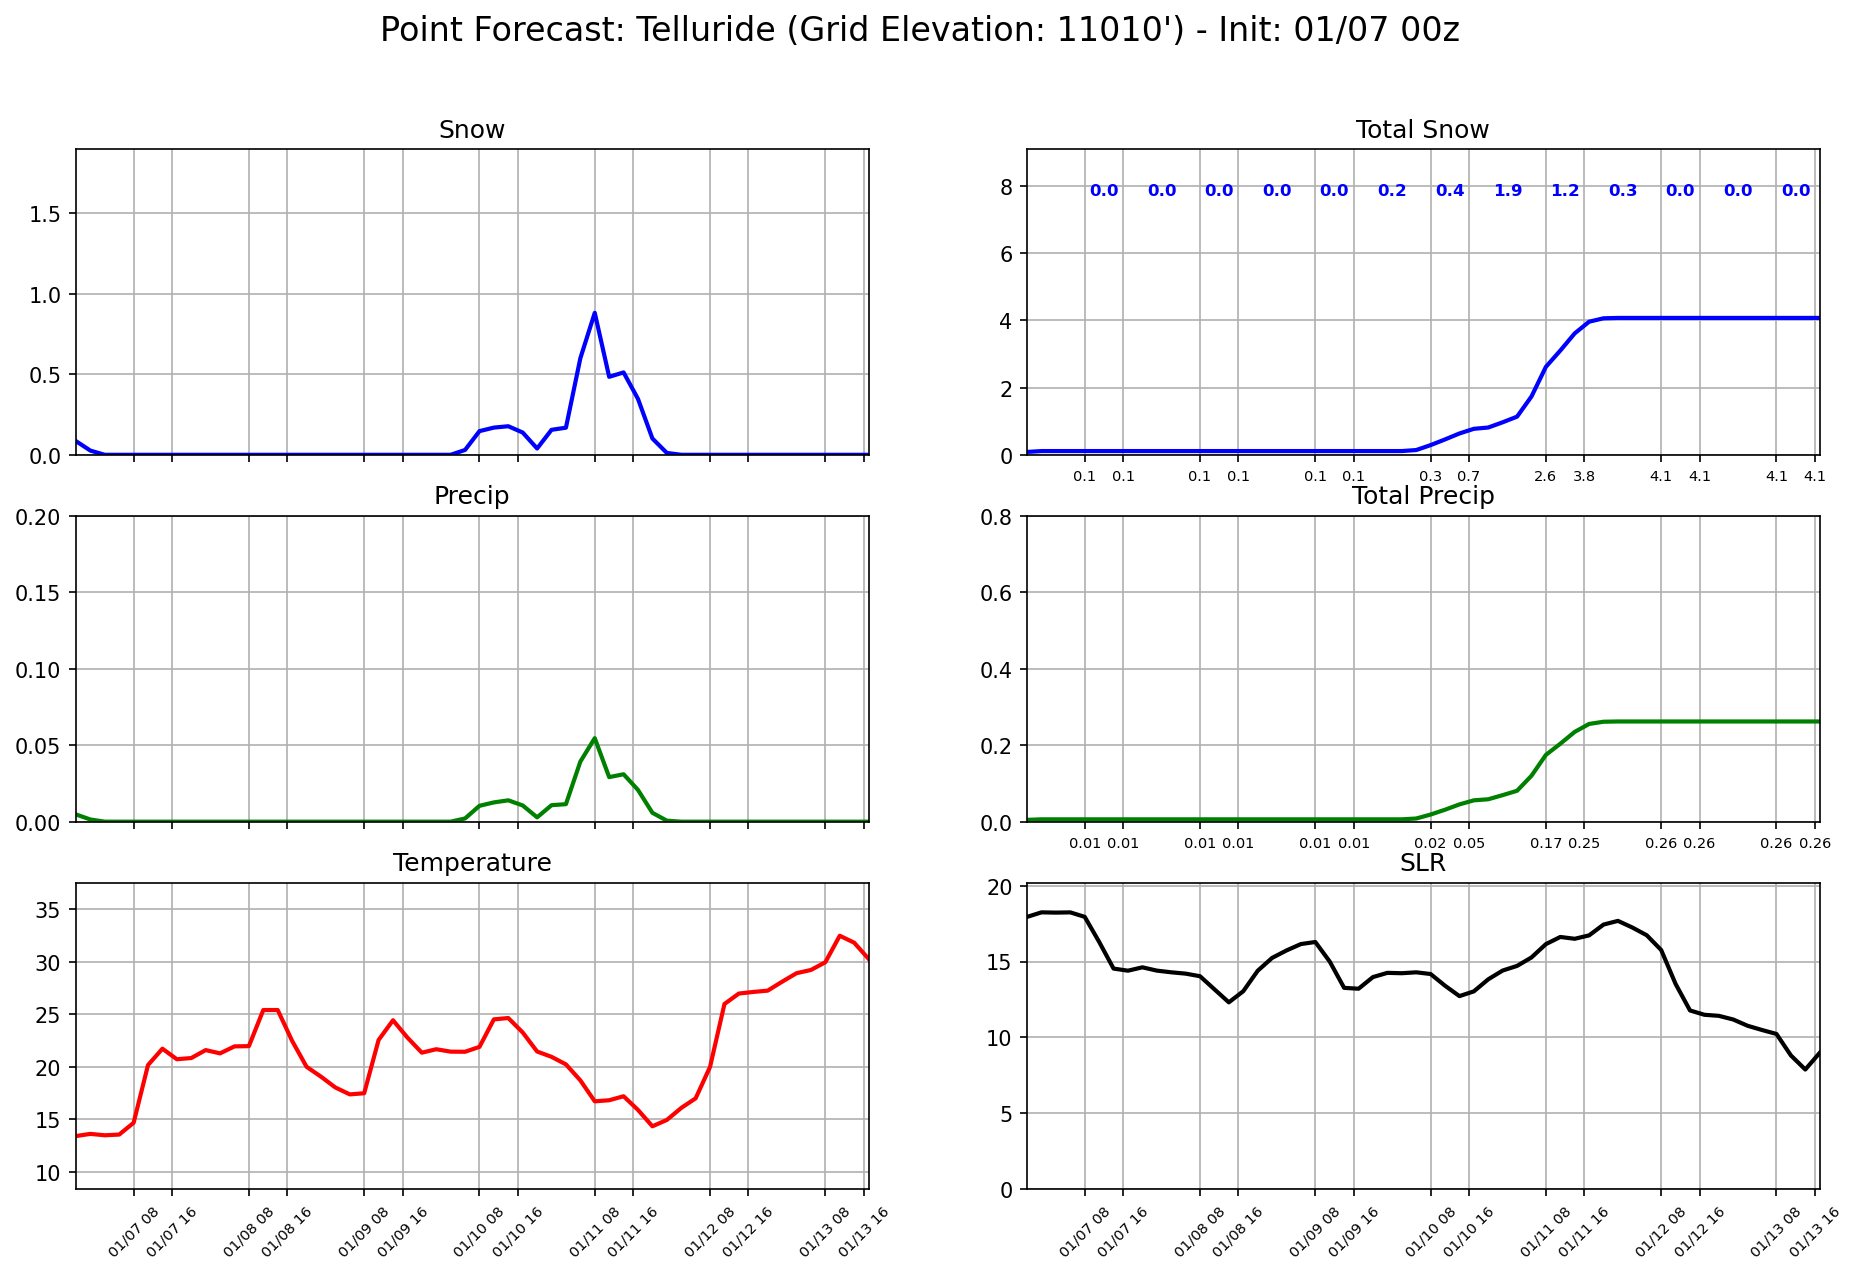 Point Forecast: Telluride (Grid Elevation: 11010') - Init: 01/07 00z
Snow
1.5
1.0
0.5
0.0
Total Snow
8
6
4
2
0
0.0 0.0 0.0 0.0 0.0 0.2 0.4 1.9 1.2 0.3 0.0 0.0 0.0
0.1 0.1 0.1 0.1 0.1 0.1 0.3 0.7 2.6 3.8 4.1 4.1 4.1 4.1
Precip
0.20
0.15
0.10
0.05
0.00
Total Precip
0.8
0.6
0.4
0.2
0.0
0.01 0.01 0.01 0.01 0.01 0.01 0.02 0.05 0.17 0.25 0.26 0.26 0.26 0.26
Temperature
35
30
25
20
15
10
01/07 08 01/07 16 01/08 08 01/08 16 01/09 08 01/09 16 01/10 08 01/10 16 01/11 08 01/11 16 01/12 08 01/12 16 01/13 08 01/13 16
SLR
20
15
10
5
0
01/07 08 01/07 16 01/08 08 01/08 16 01/09 08 01/09 16 01/10 08 01/10 16 01/11 08 01/11 16 01/12 08 01/12 16 01/13 08 01/13 16